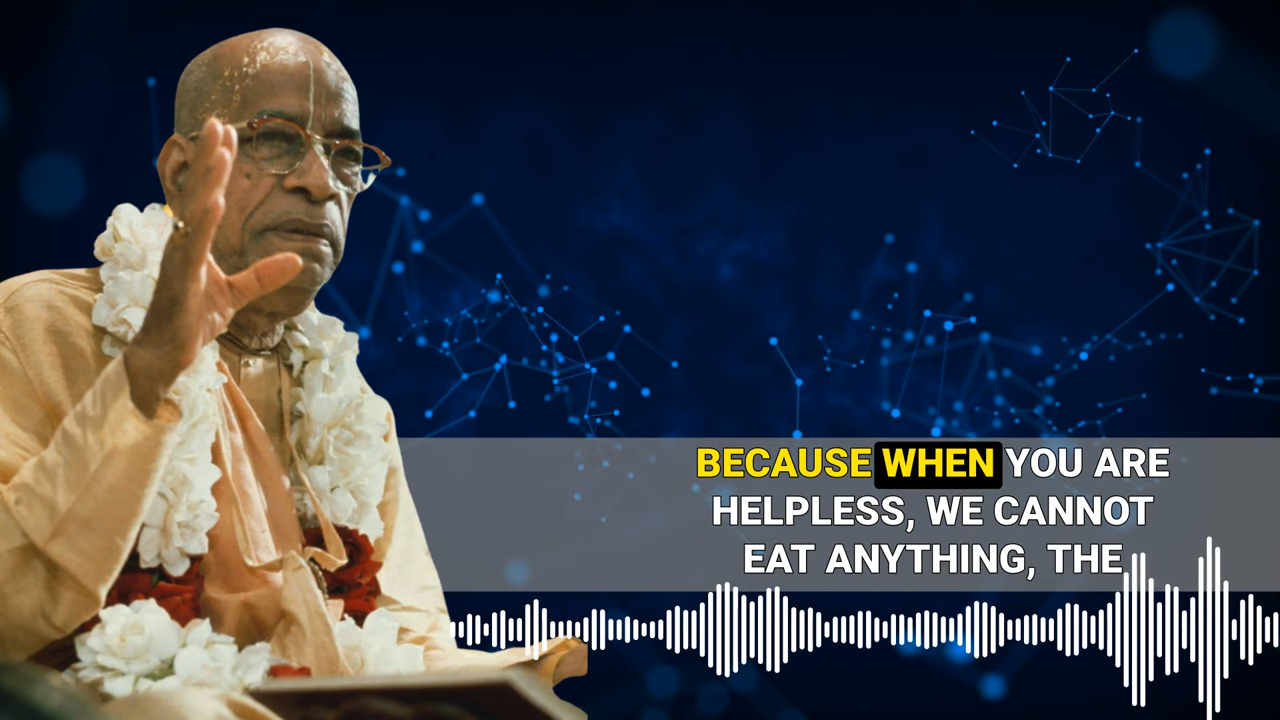 BECAUSE WHEN YOU ARE
HELPLESS, WE CANNOT
EAT ANYTHING, THE